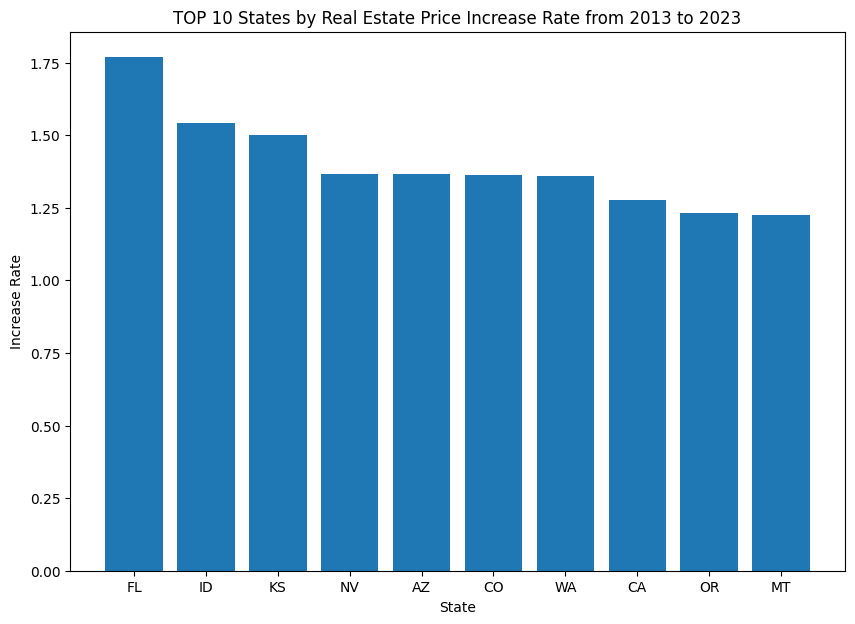 TOP 10 States by Real Estate Price Increase Rate from 2013 to 2023
1.75
1.50
1.25
1.00
0.75
0.50
0.25
0.00
Increase Rate
FL ID KS NV AZ CO WA CA OR MT
State